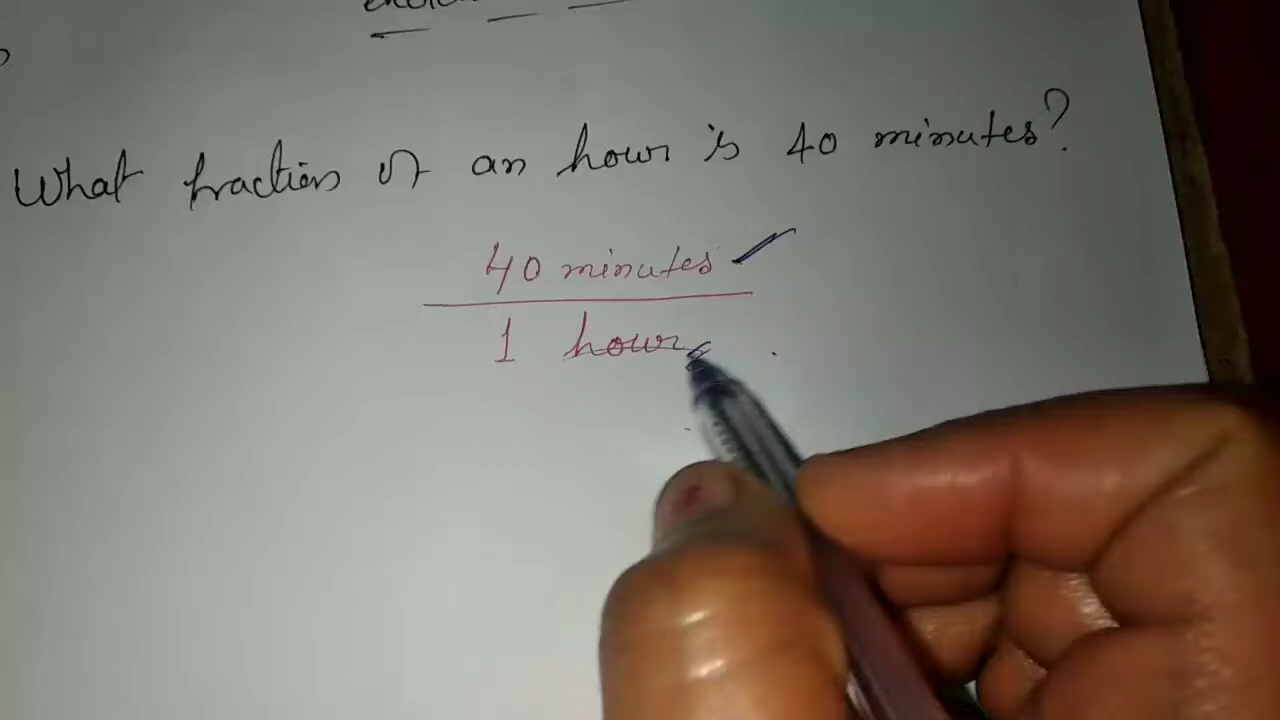 What fraction of an hour is 40 minutes?
40 minutes
1 hour